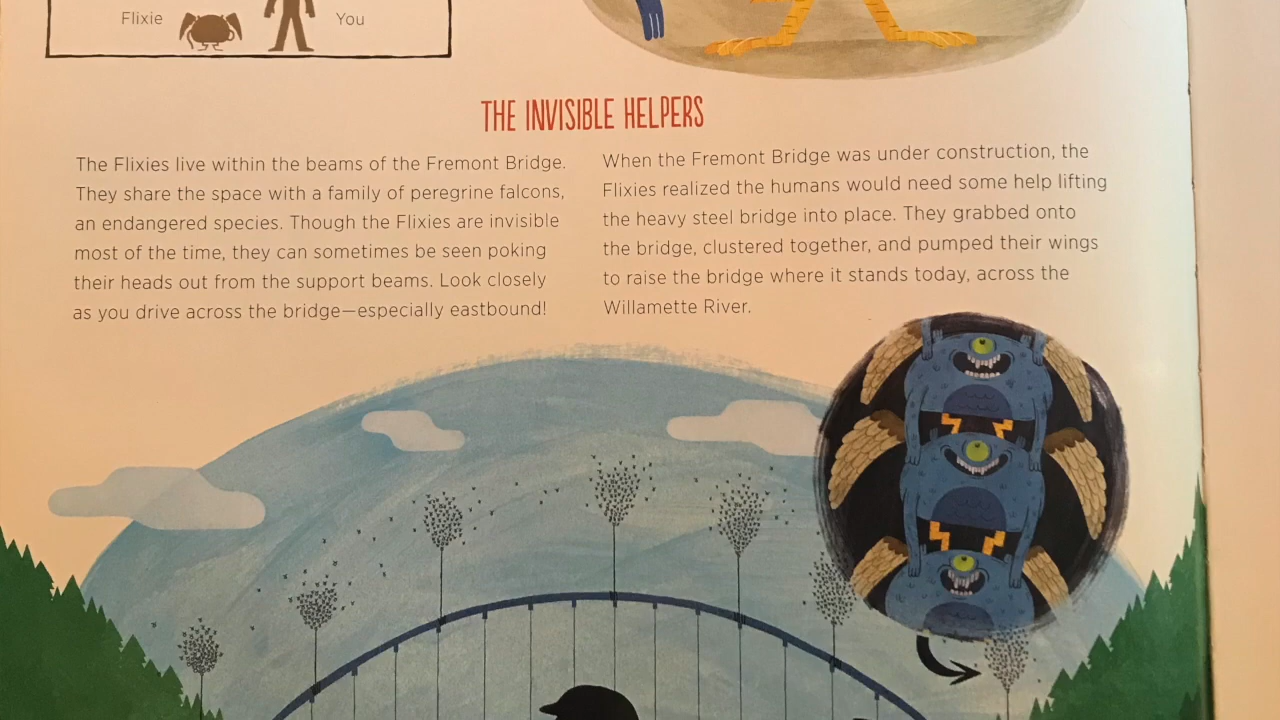 Flixie
You
THE INVISIBLE HELPERS
The Flixies live within the beams of the Fremont Bridge.
They share the space with a family of peregrine falcons,
an endangered species. Though the Flixies are invisible
most of the time, they can sometimes be seen poking
their heads out from the support beams. Look closely
as you drive across the bridge—especially eastbound!
When the Fremont Bridge was under construction, the
Flixies realized the humans would need some help lifting
the heavy steel bridge into place. They grabbed onto
the bridge, clustered together, and pumped their wings
to raise the bridge where it stands today, across the
Willamette River.